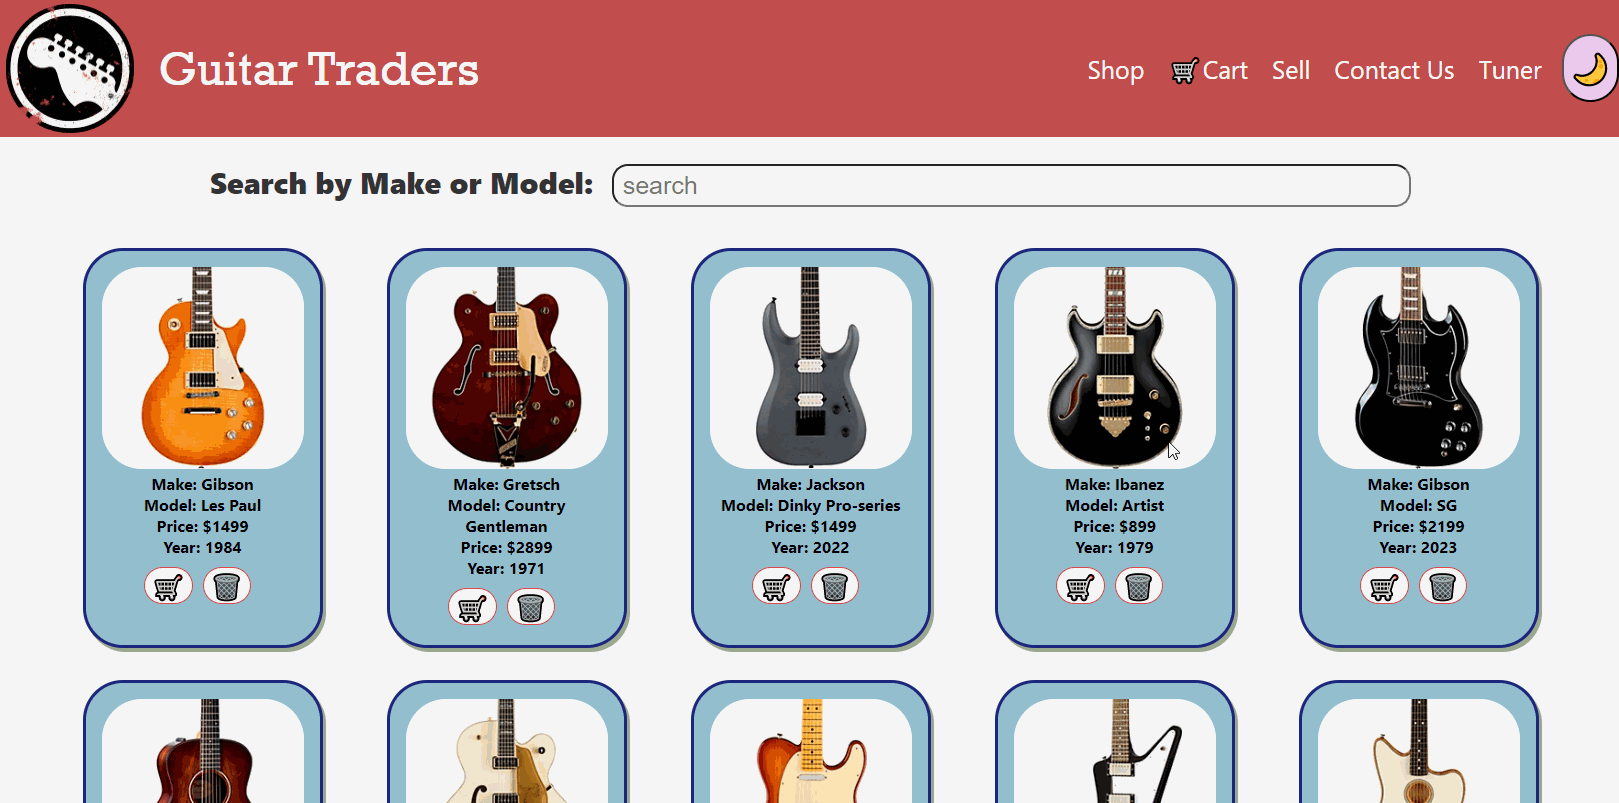 Guitar Traders
Shop Cart Sell Contact Us Tuner
Search by Make or Model: search
Make: Gibson
Model: Les Paul
Price: $1499
Year: 1984
Make: Gretsch
Model: Country
Gentleman
Price: $2899
Year: 1971
Make: Jackson
Model: Dinky Pro-series
Price: $1499
Year: 2022
Make: Ibanez
Model: Artist
Price: $899
Year: 1979
Make: Gibson
Model: SG
Price: $2199
Year: 2023